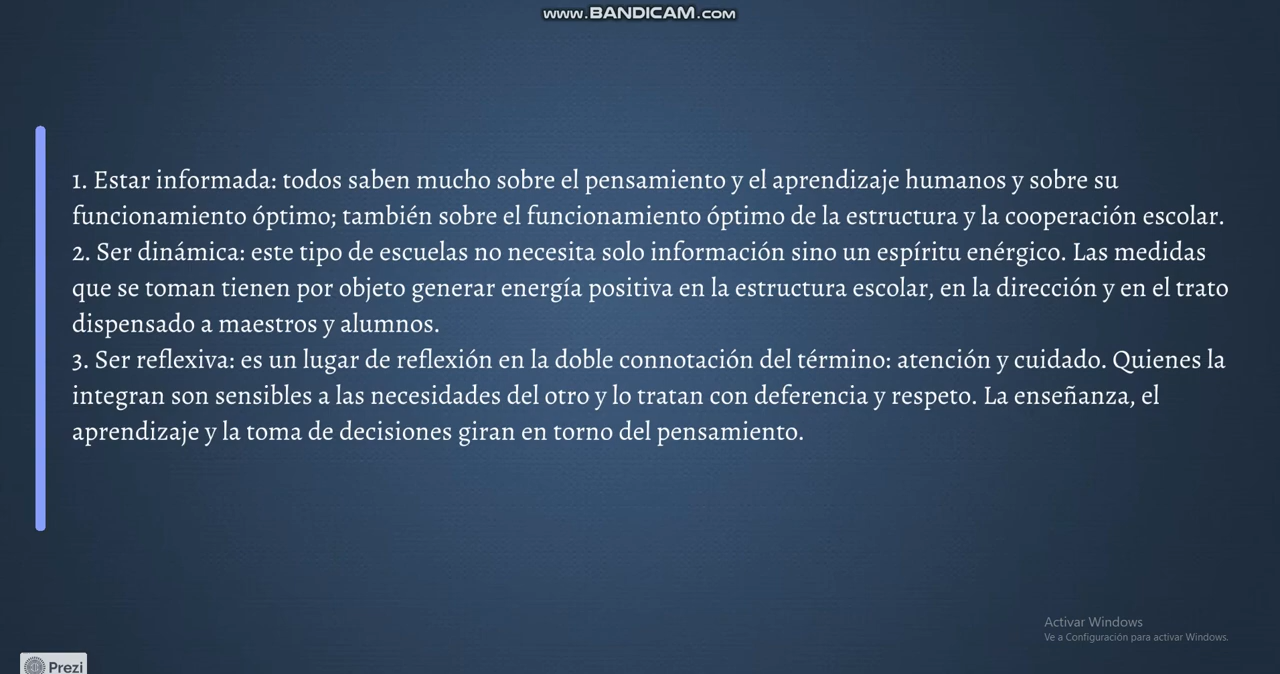 www.BANDICAM.com
1. Estar informada: todos saben mucho sobre el pensamiento y el aprendizaje humanos y sobre su
funcionamiento óptimo; también sobre el funcionamiento óptimo de la estructura y la cooperación escolar.
2. Ser dinámica: este tipo de escuelas no necesita solo información sino un espíritu enérgico. Las medidas
que se toman tienen por objeto generar energía positiva en la estructura escolar, en la dirección y en el trato
dispensado a maestros y alumnos.
3. Ser reflexiva: es un lugar de reflexión en la doble connotación del término: atención y cuidado. Quienes la
integran son sensibles a las necesidades del otro y lo tratan con deferencia y respeto. La enseñanza, el
aprendizaje y la toma de decisiones giran en torno del pensamiento.
Activar Windows
Ve a Configuración para activar Windows.
Prezi